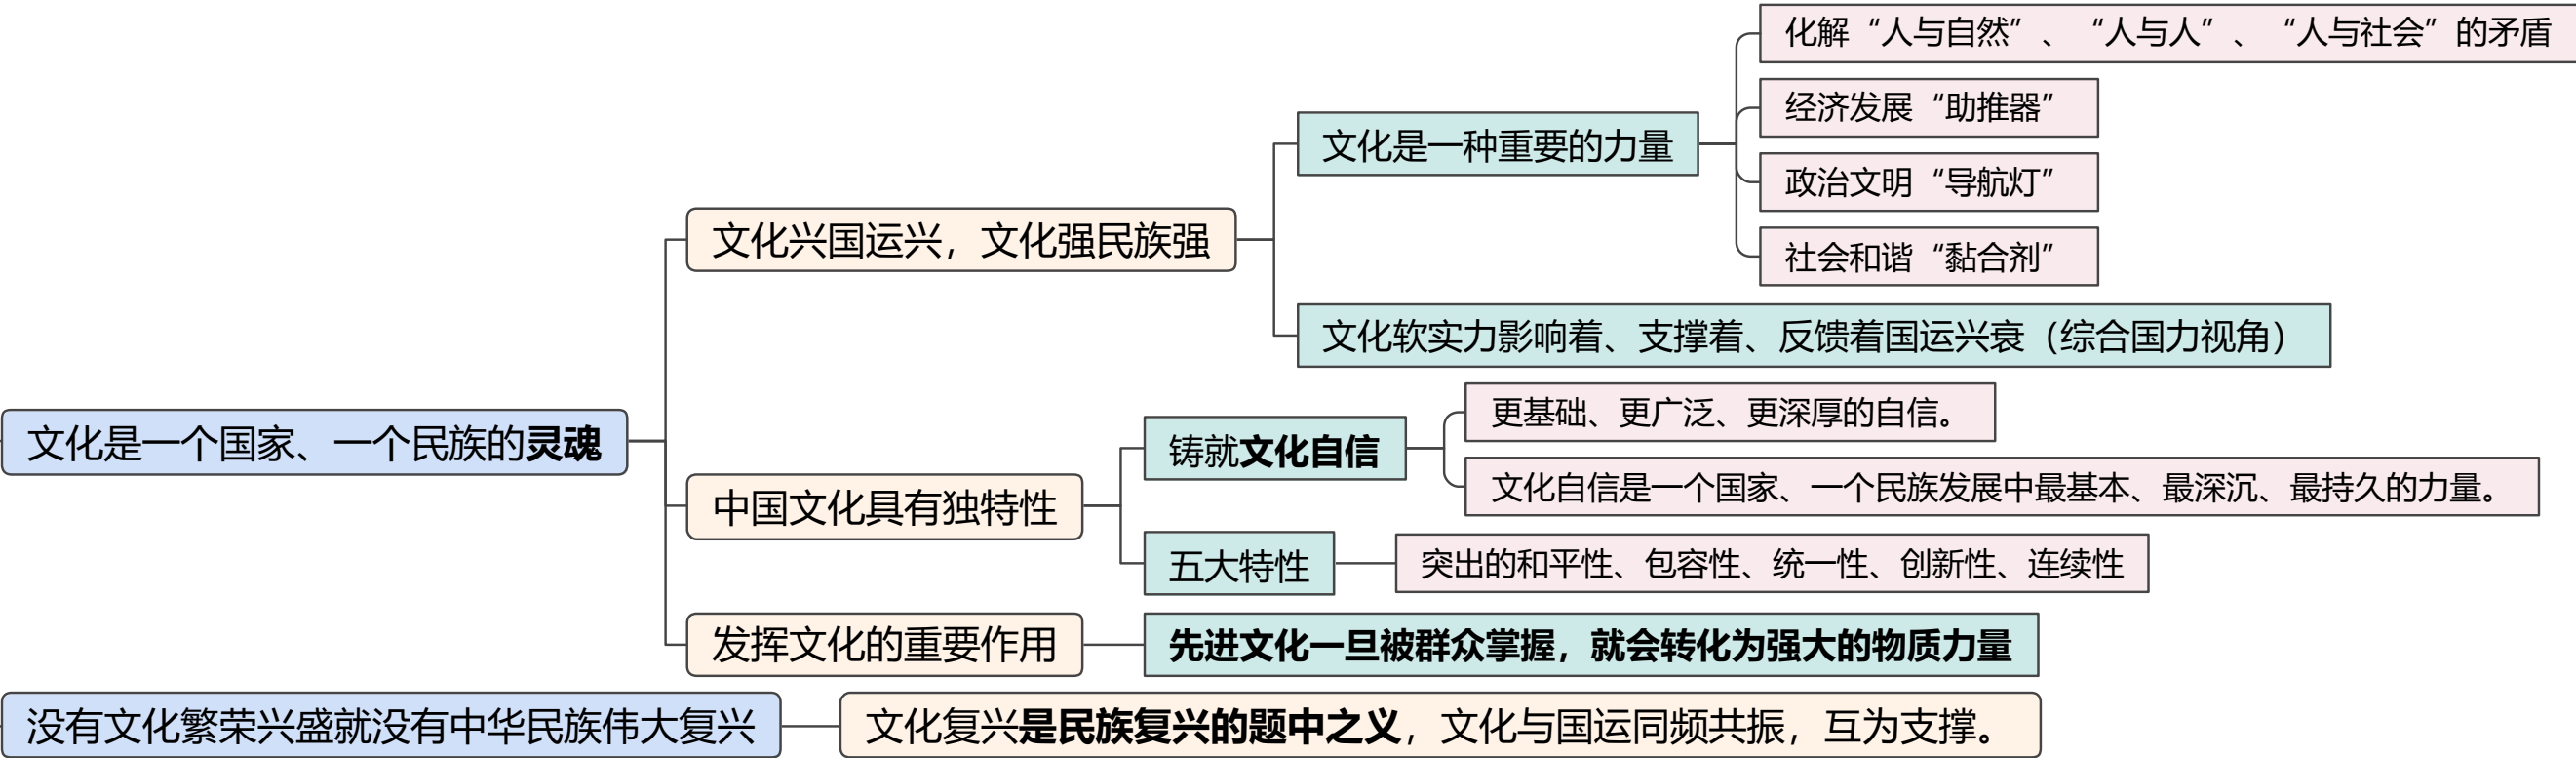 化解“人与自然”、“人与人”、“人与社会”的矛盾
经济发展“助推器”
文化是一种重要的力量
政治文明“导航灯”
文化兴国运兴，文化强民族强
社会和谐“黏合剂”
文化软实力影响着、支撑着、反馈着国运兴衰（综合国力视角）
更基础、更广泛、更深厚的自信。
文化是一个国家、一个民族的灵魂
铸就文化自信
文化自信是一个国家、一个民族发展中最基本、最深沉、最持久的力量。
中国文化具有独特性
五大特性
突出的和平性、包容性、统一性、创新性、连续性
发挥文化的重要作用
先进文化一旦被群众掌握，就会转化为强大的物质力量
没有文化繁荣兴盛就没有中华民族伟大复兴
文化复兴是民族复兴的题中之义，文化与国运同频共振，互为支撑。